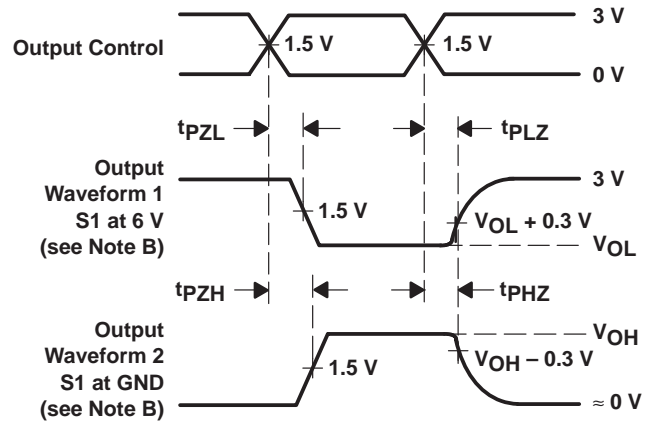 3 V
Output Control
1.5 V
1.5 V
0 V
tPZL
tPLZ
Output
Waveform 1
S1 at 6 V
(see Note B)
3 V
1.5 V
VOL + 0.3 V
VOL
tPZH
tPHZ
Output
Waveform 2
S1 at GND
(see Note B)
VOH
VOH – 0.3 V
1.5 V
≈ 0 V